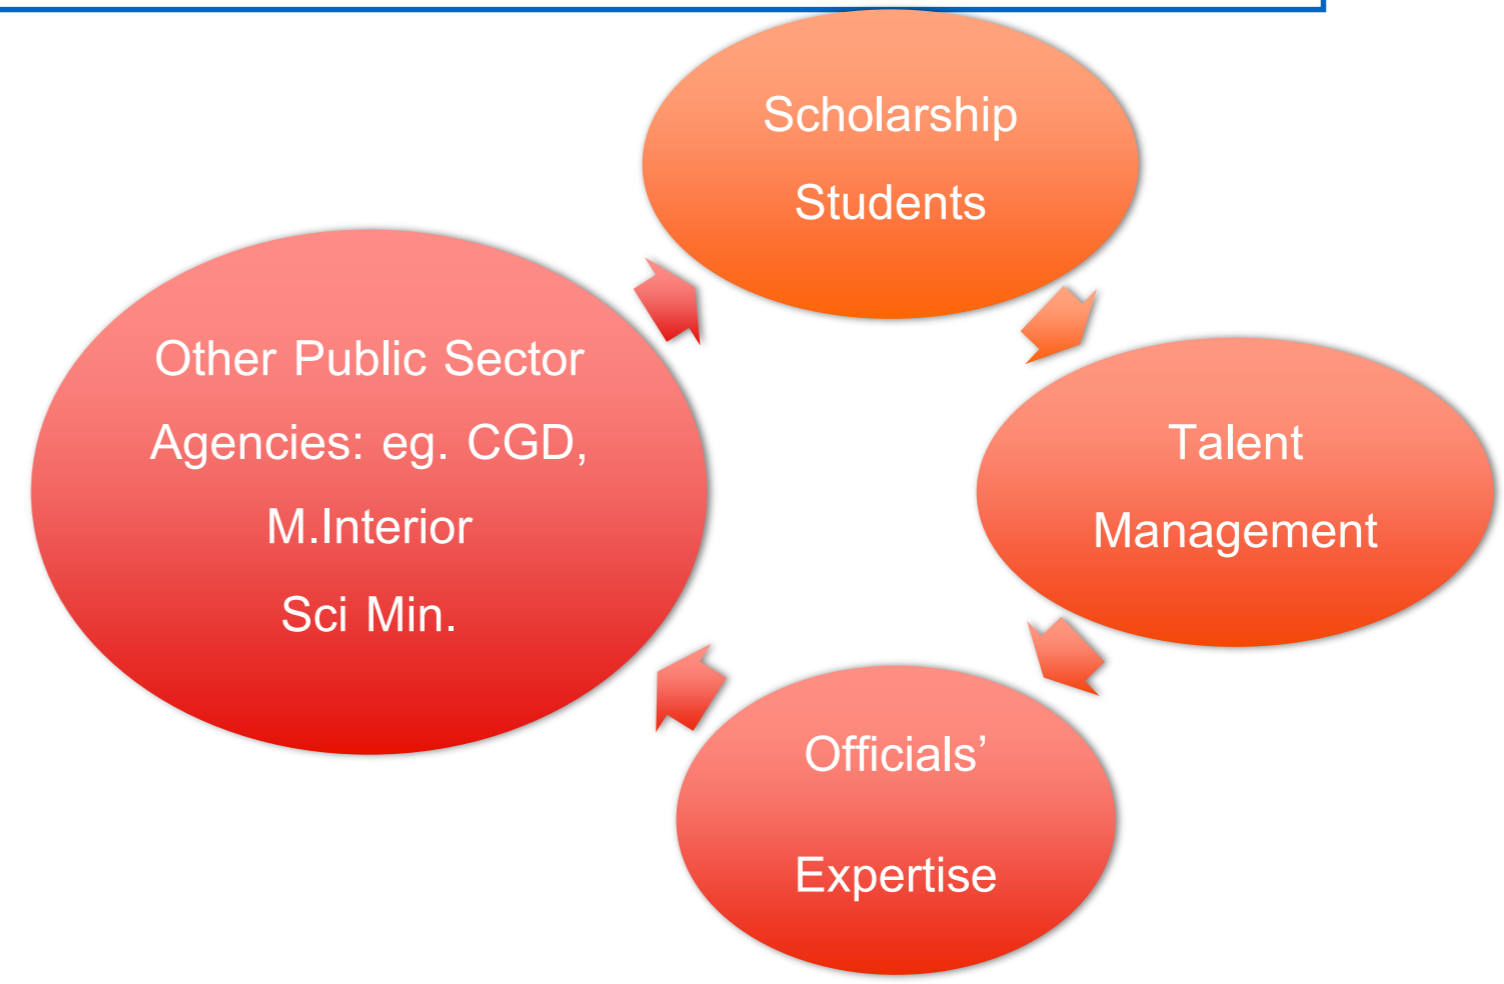 Scholarship
Students
Talent
Management
Officials’
Expertise
Other Public Sector
Agencies: eg. CGD,
M.Interior
Sci Min.